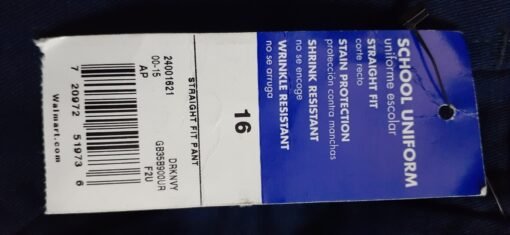 SCHOOL UNIFORM
uniforme escolar
STRAIGHT FIT
corte recto
STAIN PROTECTION
protección contra manchas
SHRINK RESISTANT
no se encoge
WRINKLE RESISTANT
no se arruga
16
STRAIGHT FIT PANT
DRKNVY
GB35B900UR
F2U
24001621
00-15
AP
7 20972 51973 6
Walmart.com